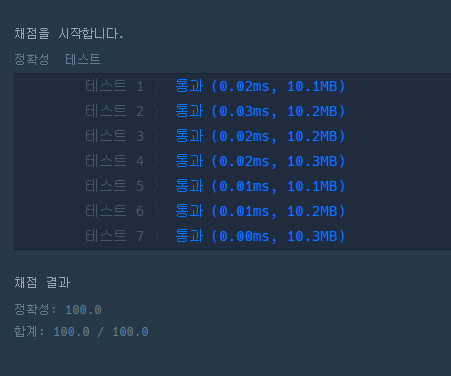 채점을 시작합니다.
정확성 테스트
테스트 1 〉 통과 (0.02ms, 10.1MB)
테스트 2 〉 통과 (0.03ms, 10.2MB)
테스트 3 〉 통과 (0.02ms, 10.2MB)
테스트 4 〉 통과 (0.02ms, 10.3MB)
테스트 5 〉 통과 (0.01ms, 10.1MB)
테스트 6 〉 통과 (0.01ms, 10.2MB)
테스트 7 〉 통과 (0.00ms, 10.3MB)
채점 결과
정확성: 100.0
합계: 100.0 / 100.0